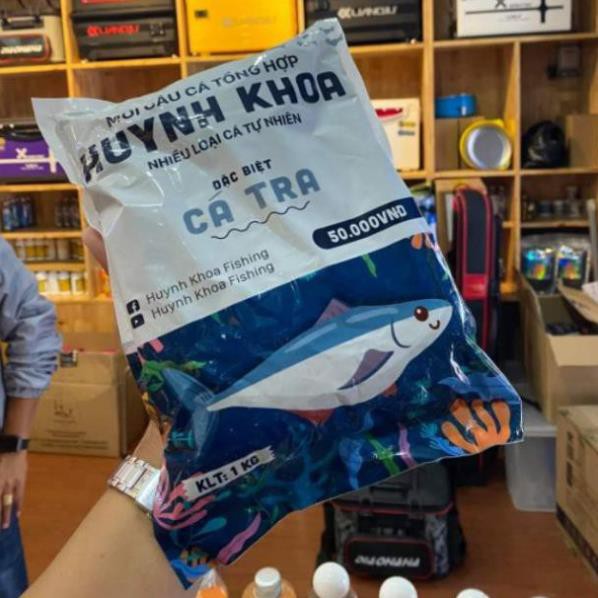 MỒI CÂU CÁ TỔNG HỢP
HUỲNH KHOA
NHIỀU LOẠI CÁ TỰ NHIÊN
ĐẶC BIỆT
CÁ TRA
50.000VND
Huynh Khoa Fishing
Huynh Khoa Fishing
KLT: 1 KG